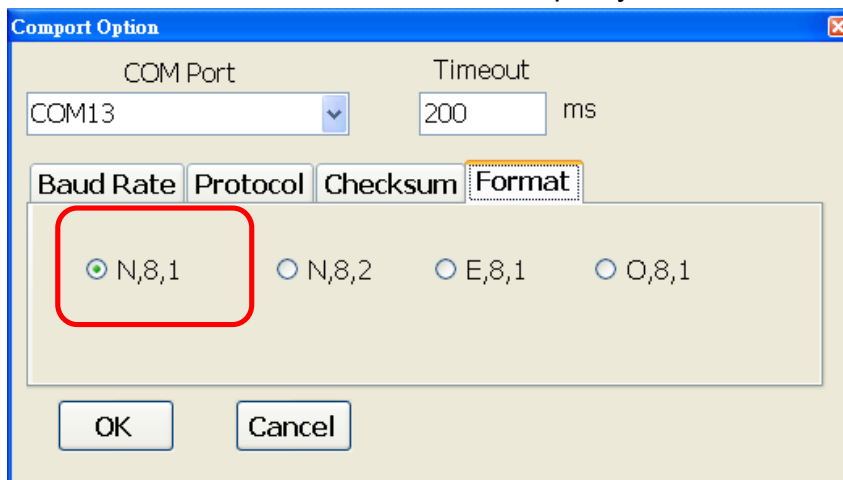 Comport Option
COM Port Timeout
COM13 200 ms
Baud Rate Protocol Checksum Format
N,8,1 N,8,2 E,8,1 O,8,1
OK Cancel